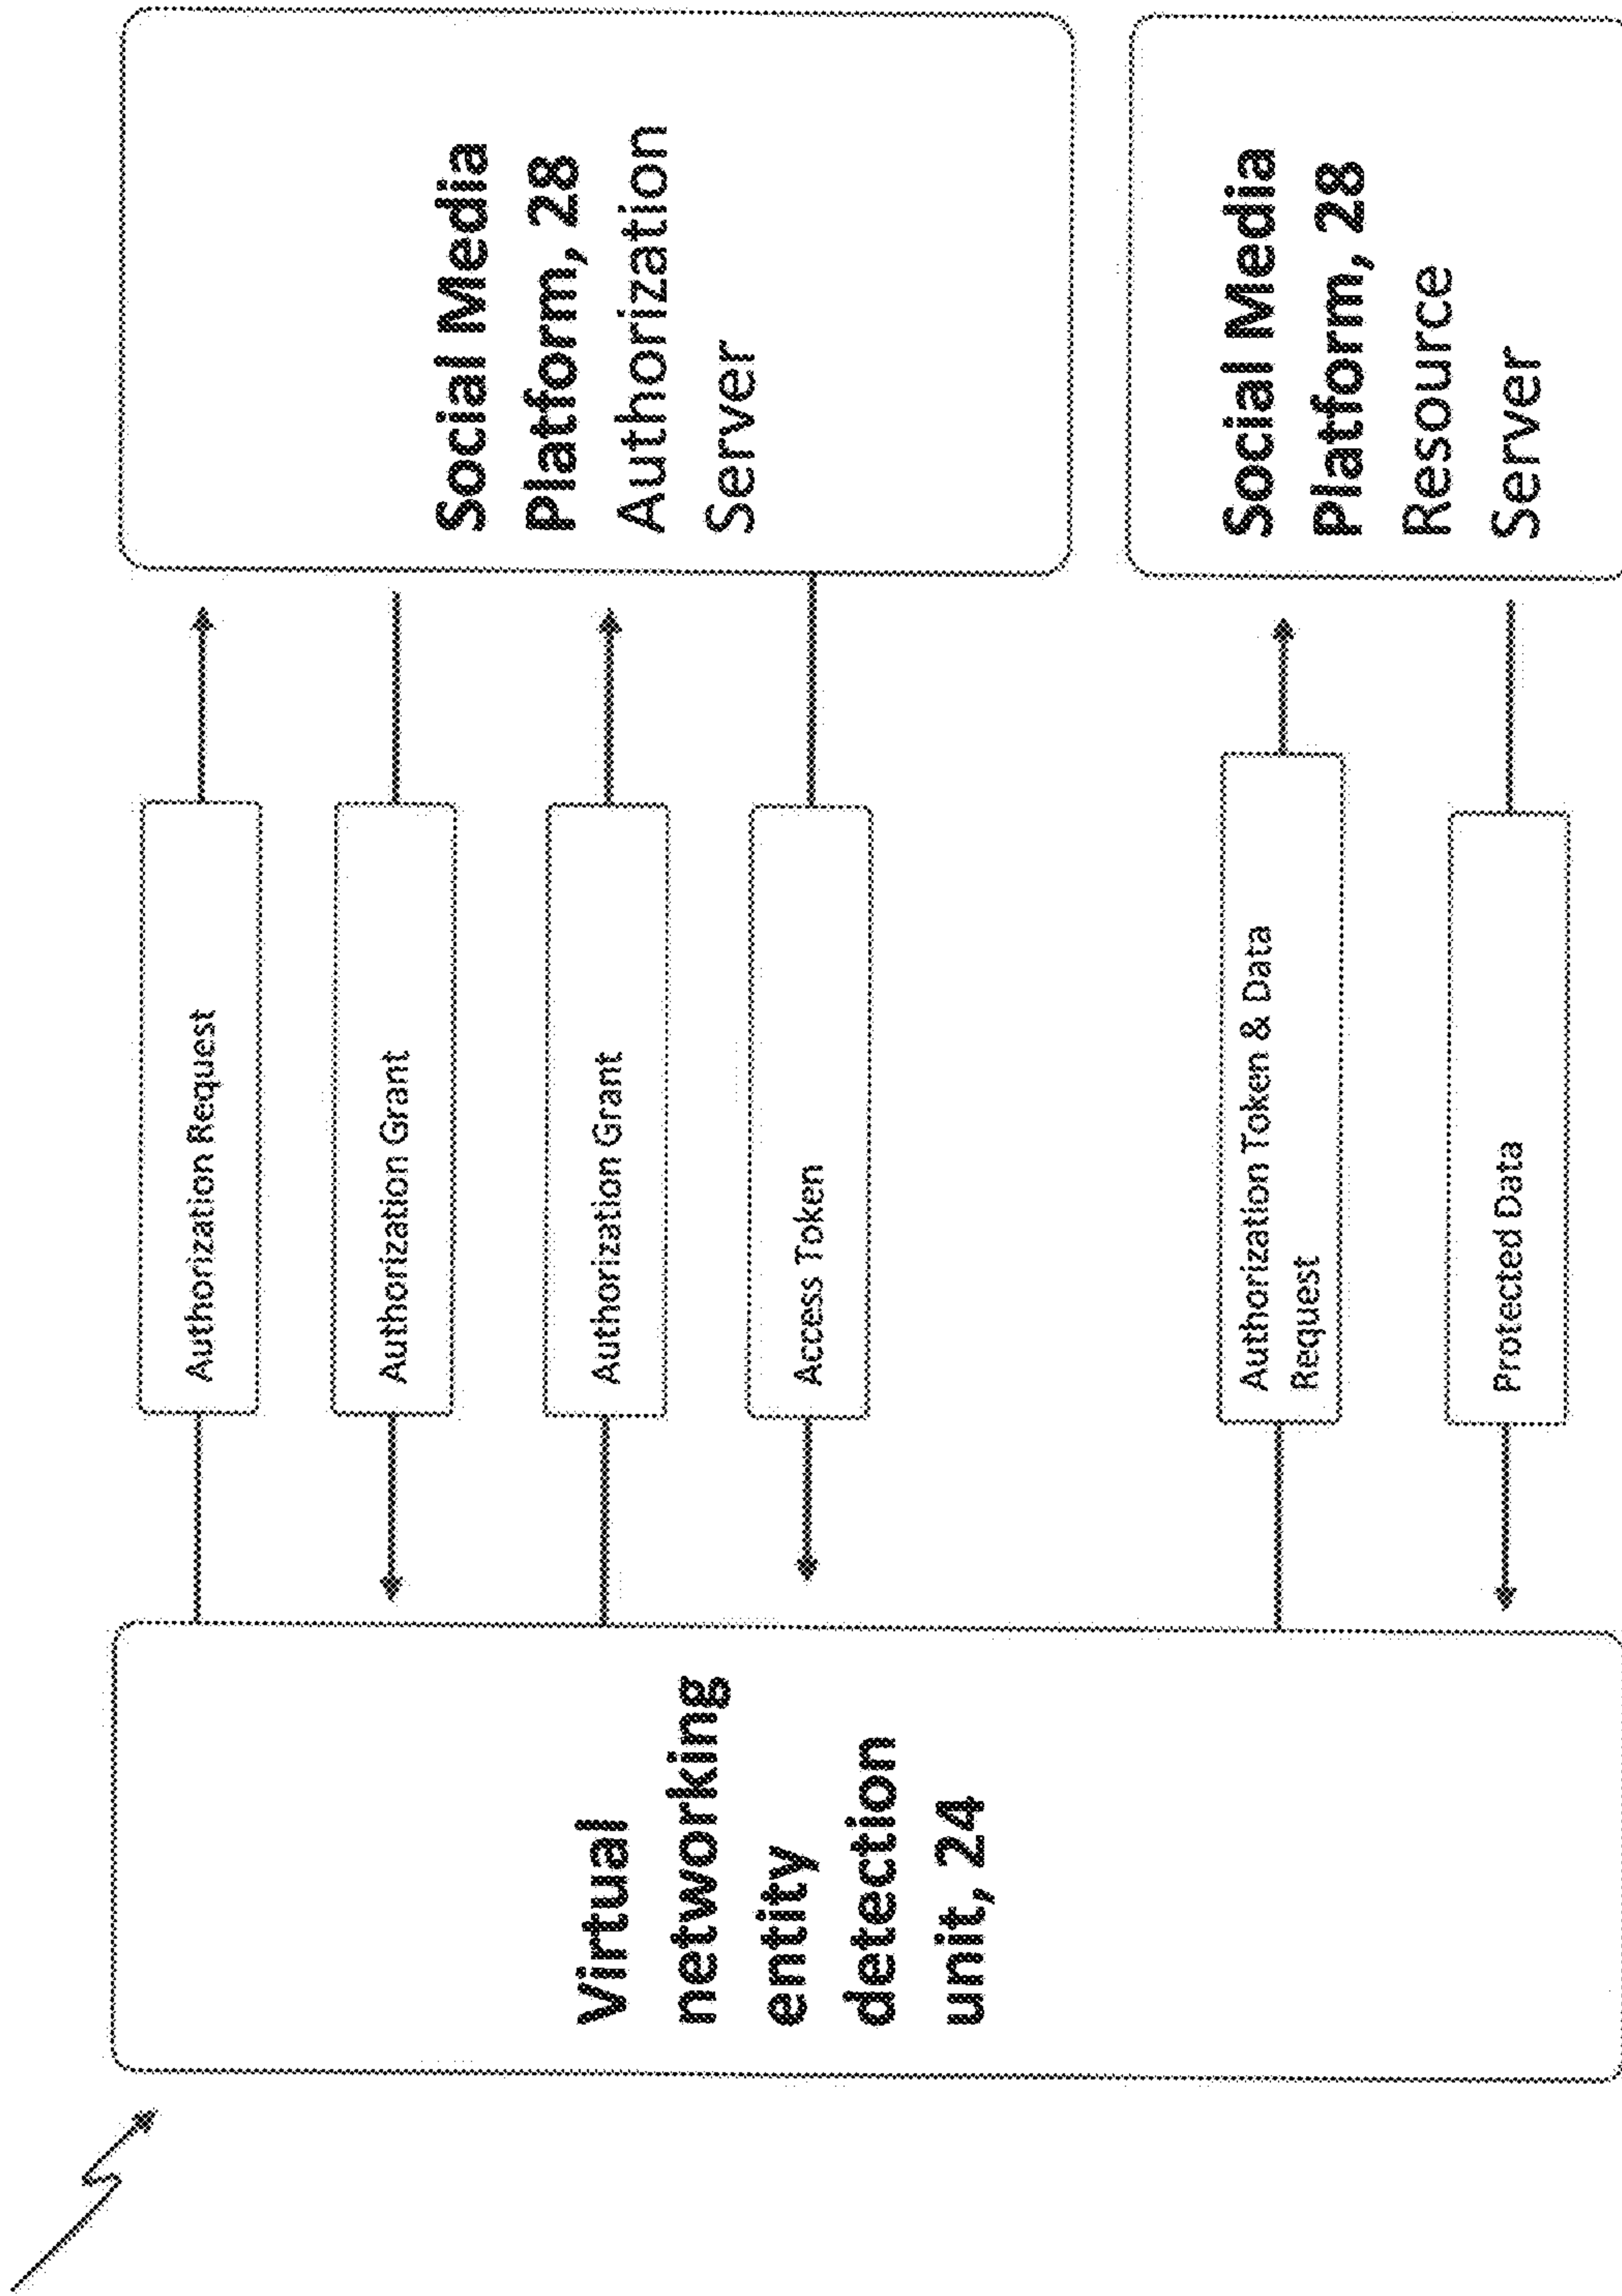 Virtual
networking
entity
detection
unit, 24
Authorization Request
Authorization Grant
Authorization Grant
Access Token
Authorization Token & Data
Request
Protected Data
Social Media
Platform, 28
Authorization
Server
Social Media
Platform, 28
Resource
Server